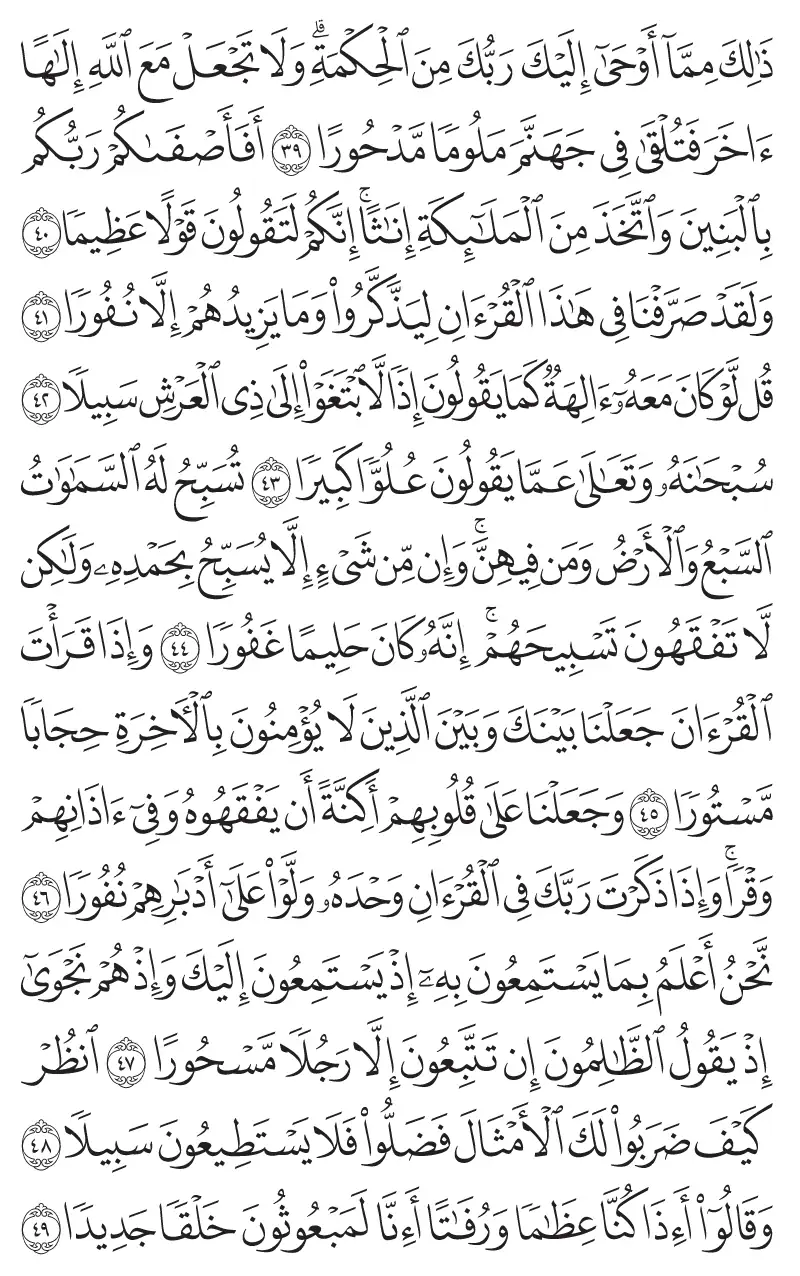 ذَٰلِكَ مِمَّآ أَوۡحَىٰٓ إِلَيۡكَ رَبُّكَ مِنَ ٱلۡحِكۡمَةِۗ وَلَا تَجۡعَلۡ مَعَ ٱللَّهِ إِلَٰهًا
ءَاخَرَ فَتُلۡقَىٰ فِي جَهَنَّمَ مَلُومٗا مَّدۡحُورًا ٣٩ أَفَأَصۡفَىٰكُمۡ رَبُّكُم
بِٱلۡبَنِينَ وَٱتَّخَذَ مِنَ ٱلۡمَلَٰٓئِكَةِ إِنَٰثًاۚ إِنَّكُمۡ لَتَقُولُونَ قَوۡلًا عَظِيمٗا ٤٠
وَلَقَدۡ صَرَّفۡنَا فِي هَٰذَا ٱلۡقُرۡءَانِ لِيَذَّكَّرُواْ وَمَا يَزِيدُهُمۡ إِلَّا نُفُورٗا ٤١
قُل لَّوۡ كَانَ مَعَهُۥٓ ءَالِهَةٞ كَمَا يَقُولُونَ إِذٗا لَّٱبۡتَغَوۡاْ إِلَىٰ ذِي ٱلۡعَرۡشِ سَبِيلٗا ٤٢
سُبۡحَٰنَهُۥ وَتَعَٰلَىٰ عَمَّا يَقُولُونَ عُلُوّٗا كَبِيرٗا ٤٣ تُسَبِّحُ لَهُ ٱلسَّمَٰوَٰتُ
ٱلسَّبۡعُ وَٱلۡأَرۡضُ وَمَن فِيهِنَّۚ وَإِن مِّن شَيۡءٍ إِلَّا يُسَبِّحُ بِحَمۡدِهِۦ وَلَٰكِن
لَّا تَفۡقَهُونَ تَسۡبِيحَهُمۡۚ إِنَّهُۥ كَانَ حَلِيمًا غَفُورٗا ٤٤ وَإِذَا قَرَأۡتَ
ٱلۡقُرۡءَانَ جَعَلۡنَا بَيۡنَكَ وَبَيۡنَ ٱلَّذِينَ لَا يُؤۡمِنُونَ بِٱلۡأٓخِرَةِ حِجَابٗا
مَّسۡتُورٗا ٤٥ وَجَعَلۡنَا عَلَىٰ قُلُوبِهِمۡ أَكِنَّةً أَن يَفۡقَهُوهُ وَفِيٓ ءَاذَانِهِمۡ
وَقۡرٗاۚ وَإِذَا ذَكَرۡتَ رَبَّكَ فِي ٱلۡقُرۡءَانِ وَحۡدَهُۥ وَلَّوۡاْ عَلَىٰٓ أَدۡبَٰرِهِمۡ نُفُورٗا ٤٦
نَّحۡنُ أَعۡلَمُ بِمَا يَسۡتَمِعُونَ بِهِۦٓ إِذۡ يَسۡتَمِعُونَ إِلَيۡكَ وَإِذۡ هُمۡ نَجۡوَىٰٓ
إِذۡ يَقُولُ ٱلظَّٰلِمُونَ إِن تَتَّبِعُونَ إِلَّا رَجُلٗا مَّسۡحُورًا ٤٧ ٱنظُرۡ
كَيۡفَ ضَرَبُواْ لَكَ ٱلۡأَمۡثَالَ فَضَلُّواْ فَلَا يَسۡتَطِيعُونَ سَبِيلٗا ٤٨
وَقَالُوٓاْ أَءِذَا كُنَّا عِظَٰمٗا وَرُفَٰتًا أَءِنَّا لَمَبۡعُوثُونَ خَلۡقٗا جَدِيدٗا ٤٩